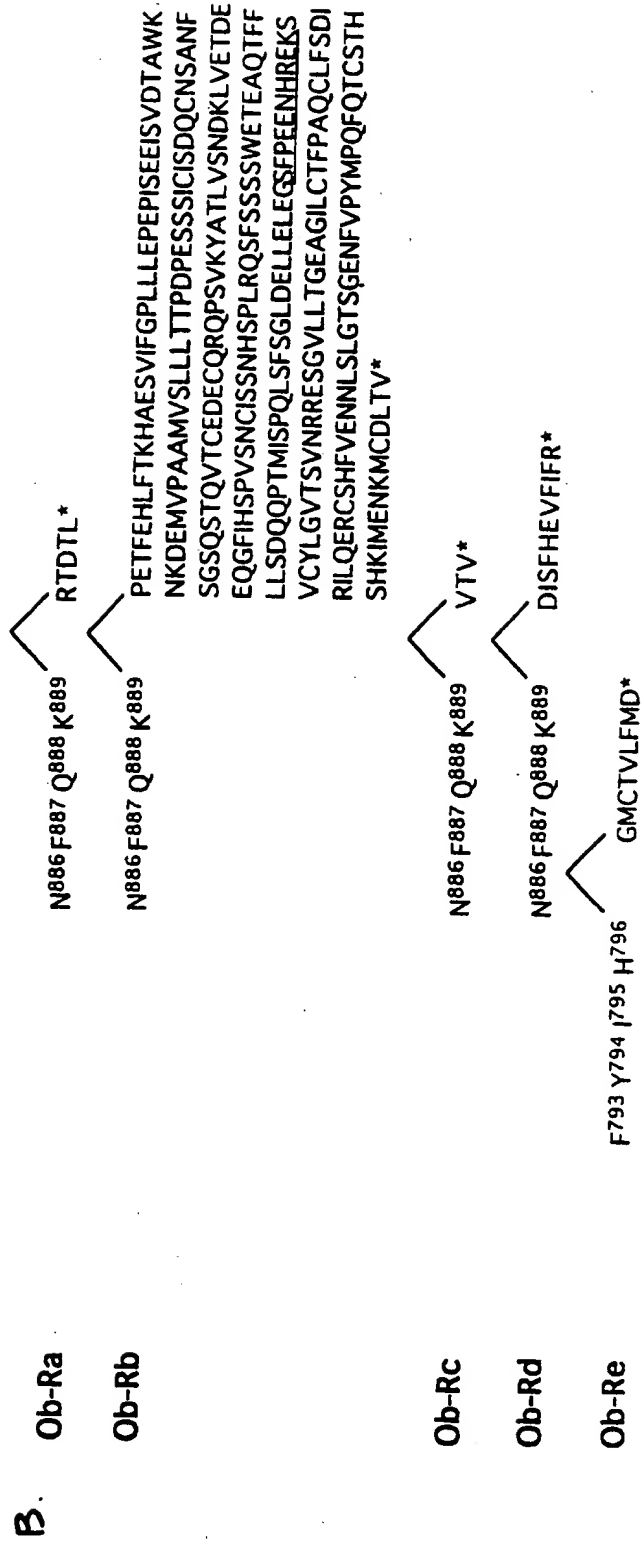 B.
Ob-Ra N886 F887 Q888 K889 RTDTL*
Ob-Rb N886 F887 Q888 K889 PETFEHLFTKHAESVIFGPLLLEPEPISEEISVDTAWK
NKDEMVPAAMVSLLLTTPDPESSSICISDQCNSANF
SGSQSTQVTCEDECQRQPSVKYATLVSNDKLVETDE
EQGFIHSPVSNCISSNHSPLRQSFSSSSWETEAQTFF
LLSDQQPTMISPQLSFSGLDELLELEGSFPEENHREKS
VCYLGVTSVNRRESGVLLTGEAGILCTFPAQCLFSDI
RILQERCSHFVENNLSLGTSGENFVPYMPQFQTCSTH
SHKIMENKMCDLTV*
Ob-Rc N886 F887 Q888 K889 VTV*
Ob-Rd N886 F887 Q888 K889 DISFHEVFIFR*
Ob-Re F793 Y794 I795 H796 GMCTVLFMD*